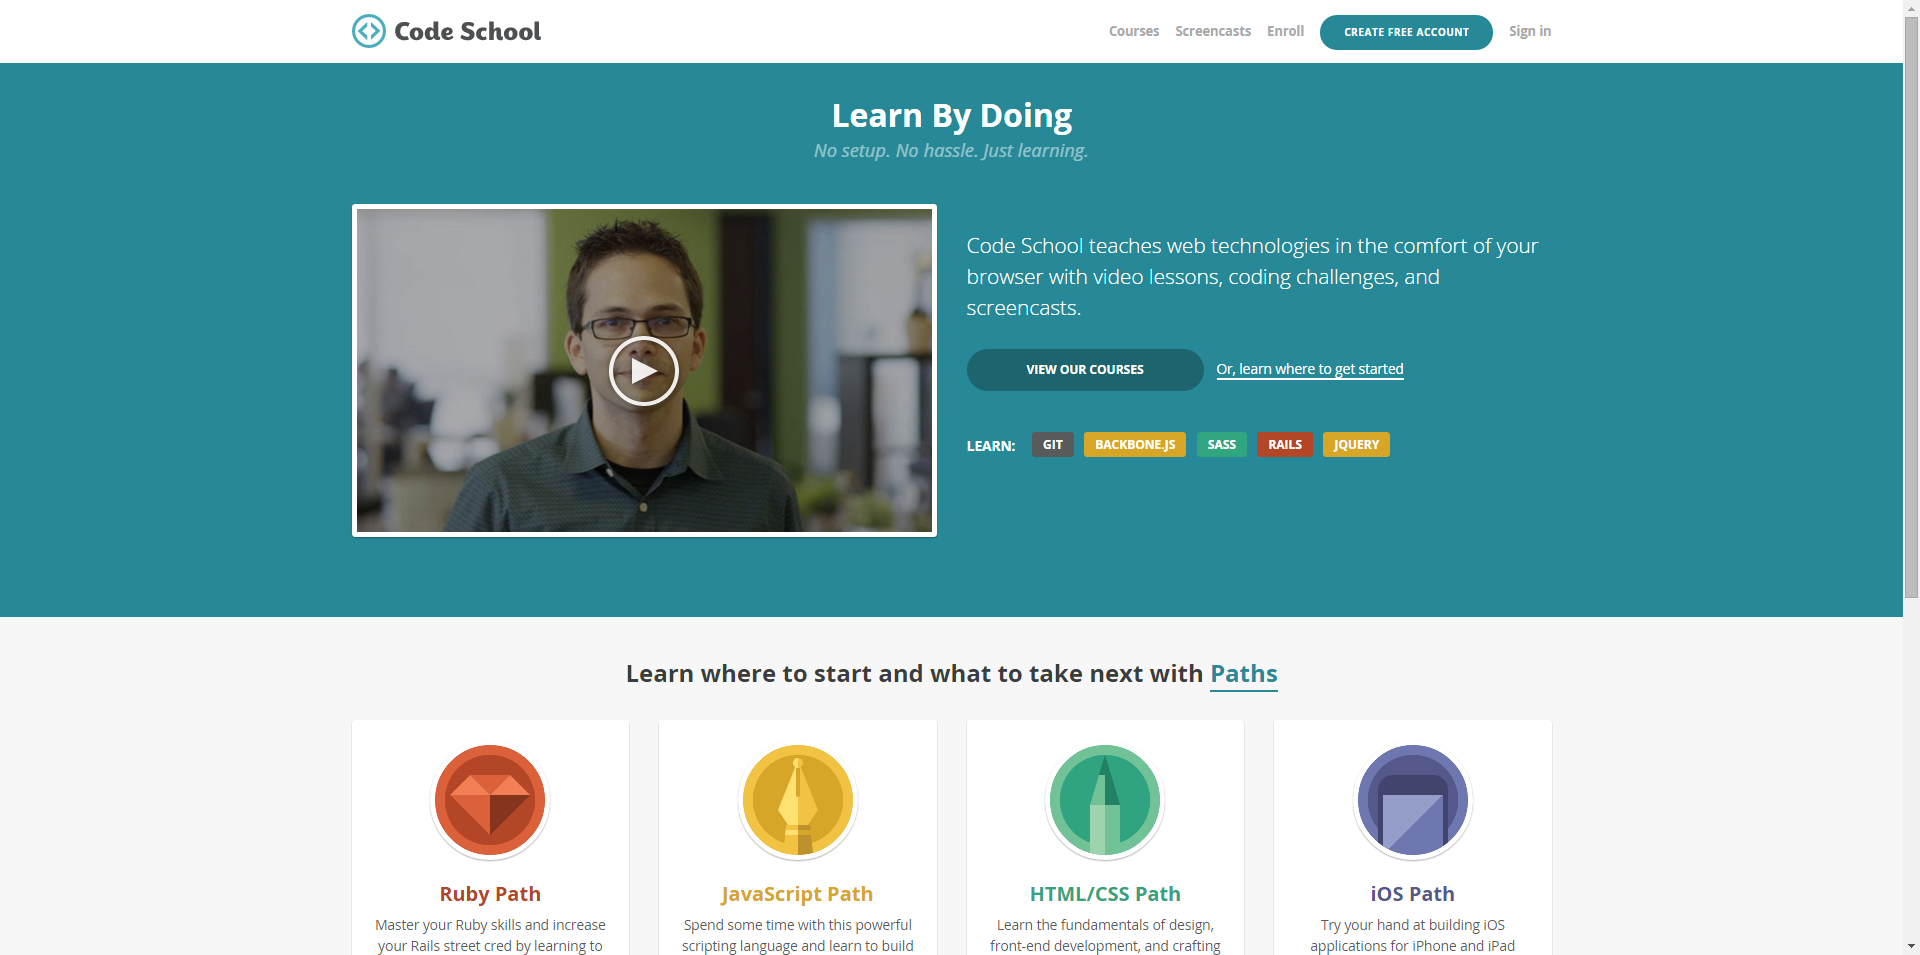 Code School
Courses Screencasts Enroll CREATE FREE ACCOUNT Sign in
Learn By Doing
No setup. No hassle. Just learning.
Code School teaches web technologies in the comfort of your
browser with video lessons, coding challenges, and
screencasts.
VIEW OUR COURSES Or, learn where to get started
LEARN: GIT BACKBONE.JS SASS RAILS JQUERY
Learn where to start and what to take next with Paths
Ruby Path
Master your Ruby skills and increase
your Rails street cred by learning to
JavaScript Path
Spend some time with this powerful
scripting language and learn to build
HTML/CSS Path
Learn the fundamentals of design,
front-end development, and crafting
iOS Path
Try your hand at building iOS
applications for iPhone and iPad